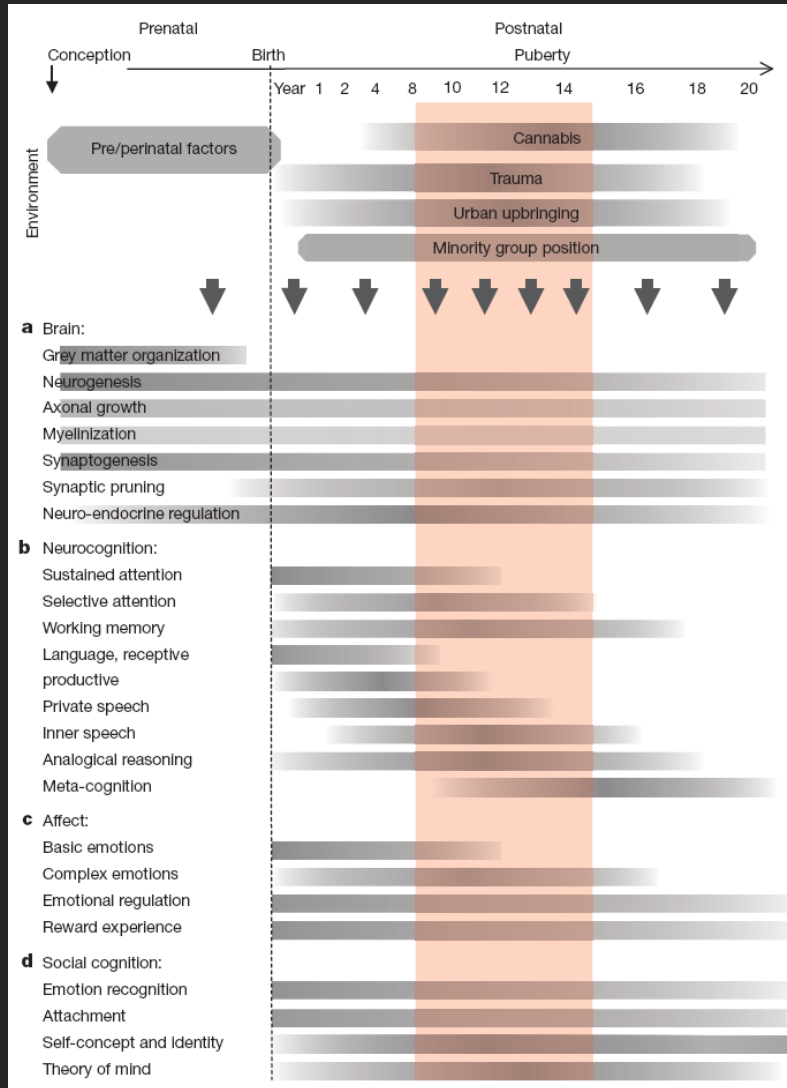 Prenatal Postnatal
Conception Birth Puberty
Year 1 2 4 8 10 12 14 16 18 20
Environment
Pre/perinatal factors
Cannabis
Trauma
Urban upbringing
Minority group position
a Brain:
Grey matter organization
Neurogenesis
Axonal growth
Myelinization
Synaptogenesis
Synaptic pruning
Neuro-endocrine regulation
b Neurocognition:
Sustained attention
Selective attention
Working memory
Language, receptive
productive
Private speech
Inner speech
Analogical reasoning
Meta-cognition
c Affect:
Basic emotions
Complex emotions
Emotional regulation
Reward experience
d Social cognition:
Emotion recognition
Attachment
Self-concept and identity
Theory of mind